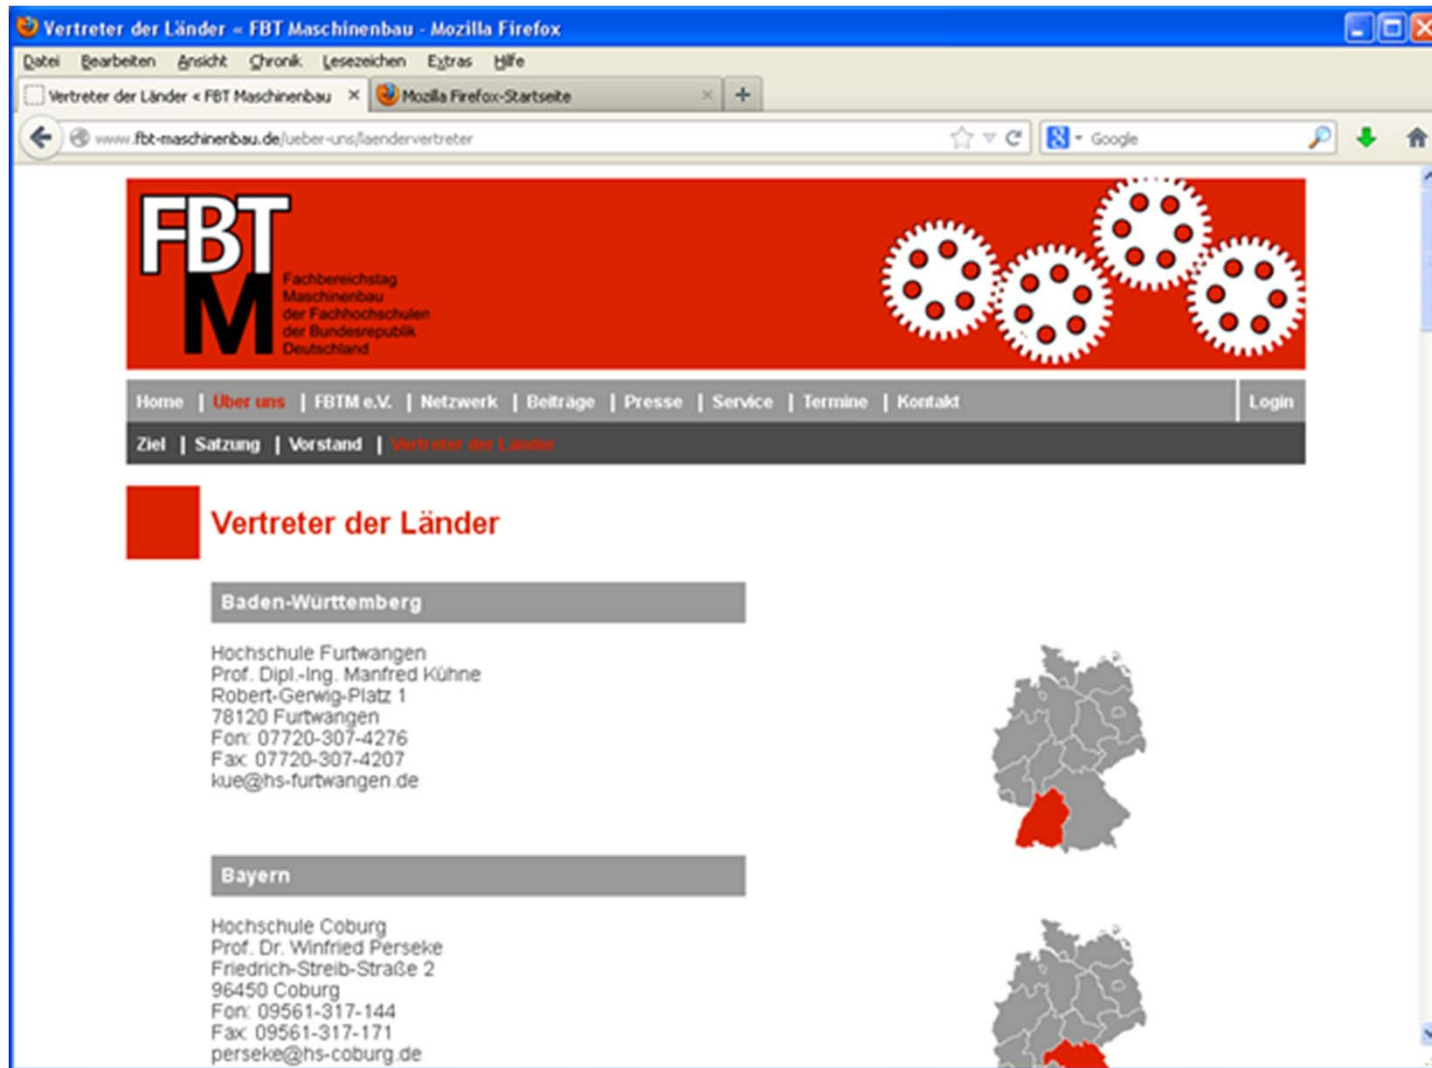 Vertreter der Länder « FBT Maschinenbau - Mozilla Firefox
Datei Bearbeiten Ansicht Chronik Lesezeichen Extras Hilfe
Vertreter der Länder « FBT Maschinenbau Mozilla Firefox-Startseite
www.fbt-maschinenbau.de/ueber-uns/laendervertreter Google
FBT
M
Fachbereichstag
Maschinenbau
der Fachhochschulen
der Bundesrepublik
Deutschland
Home | Über uns | FBTM e.V. | Netzwerk | Beiträge | Presse | Service | Termine | Kontakt Login
Ziel | Satzung | Vorstand | Vertreter der Länder
Vertreter der Länder
Baden-Württemberg
Hochschule Furtwangen
Prof. Dipl.-Ing. Manfred Kühne
Robert-Gerwig-Platz 1
78120 Furtwangen
Fon: 07720-307-4276
Fax: 07720-307-4207
kue@hs-furtwangen.de
Bayern
Hochschule Coburg
Prof. Dr. Winfried Perseke
Friedrich-Streib-Straße 2
96450 Coburg
Fon: 09561-317-144
Fax: 09561-317-171
perseke@hs-coburg.de